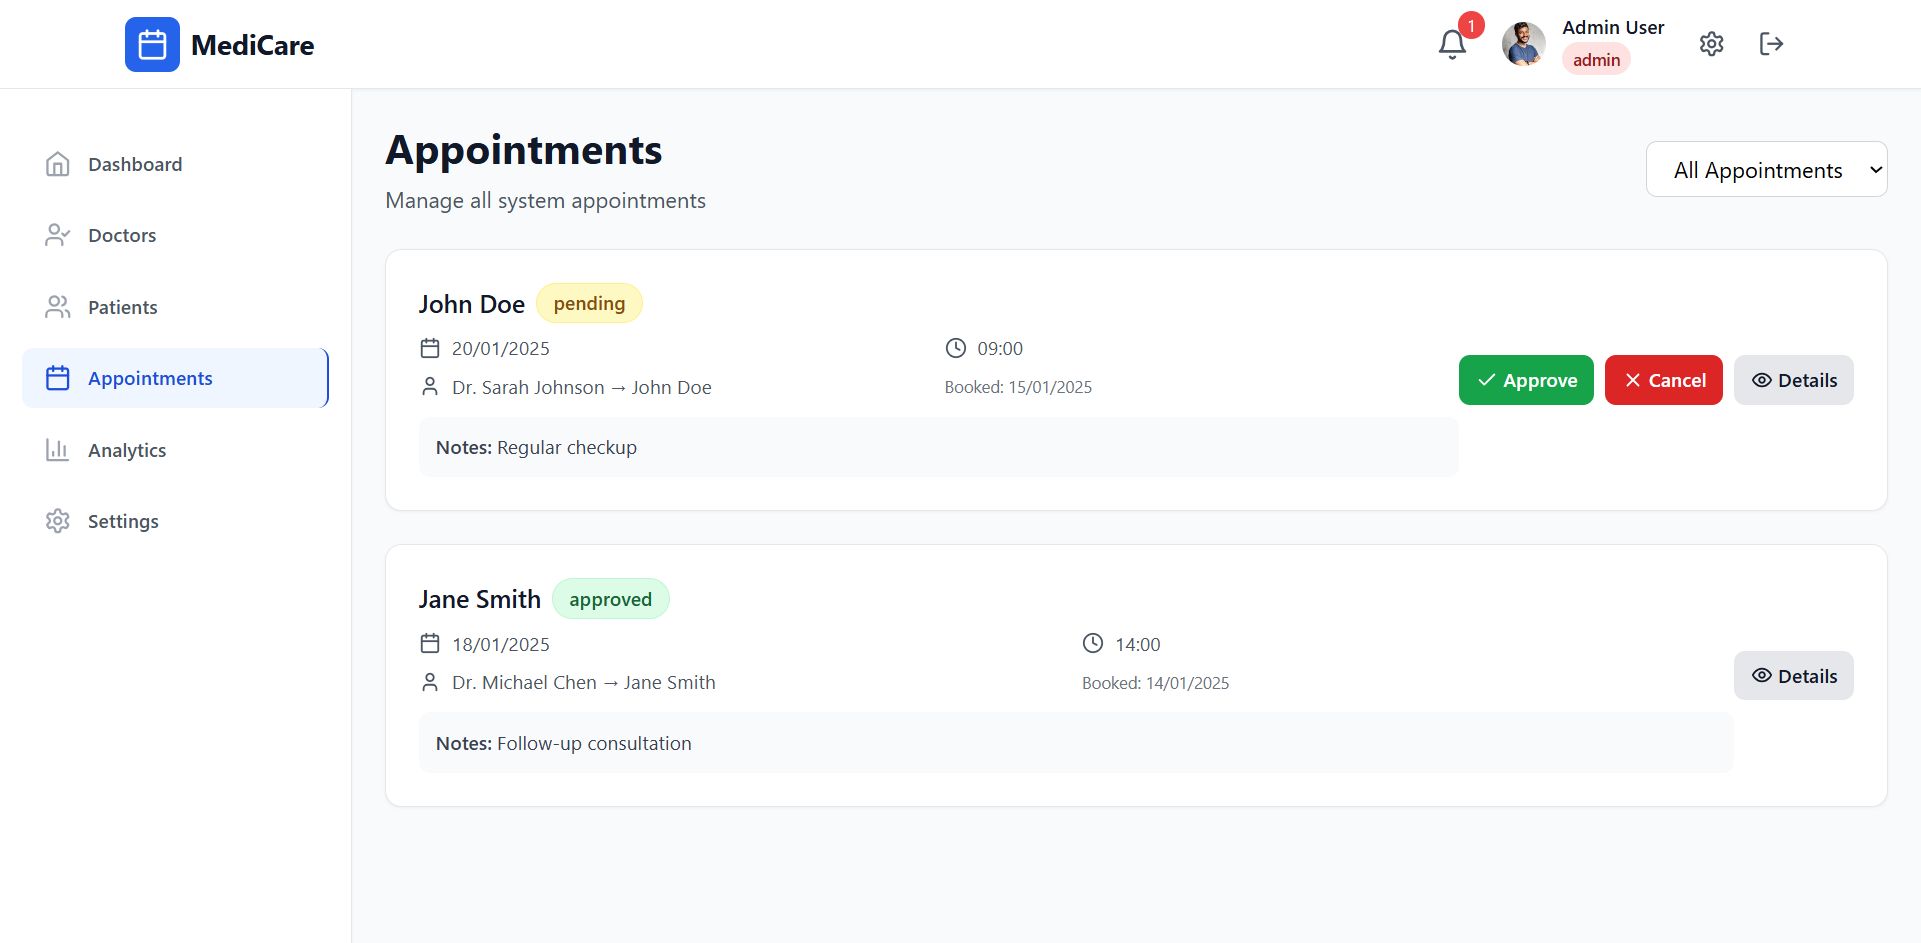 MediCare
1
Admin User
admin
Dashboard
Doctors
Patients
Appointments
Analytics
Settings
Appointments
Manage all system appointments
All Appointments
John Doe pending
20/01/2025 09:00
Dr. Sarah Johnson → John Doe Booked: 15/01/2025
Notes: Regular checkup
Approve Cancel Details
Jane Smith approved
18/01/2025 14:00
Dr. Michael Chen → Jane Smith Booked: 14/01/2025
Notes: Follow-up consultation
Details